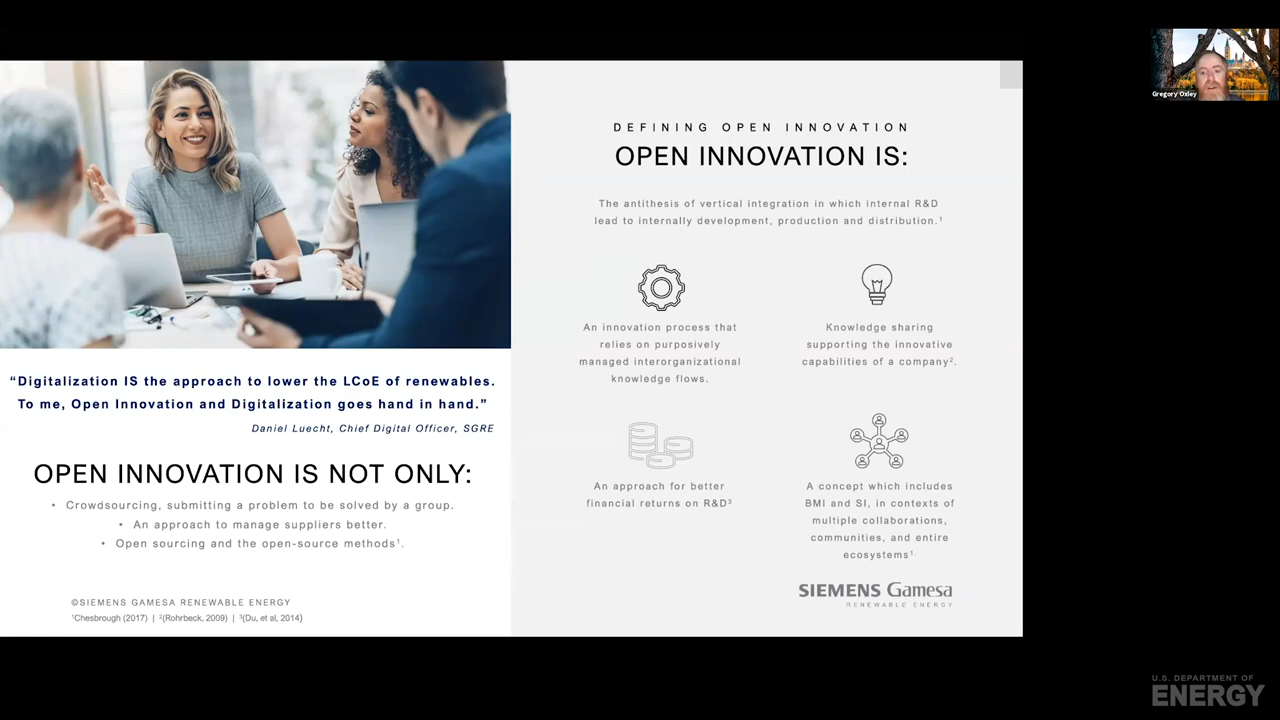 Gregory Oxley
DEFINING OPEN INNOVATION
OPEN INNOVATION IS:
The antithesis of vertical integration in which internal R&D
lead to internally development, production and distribution.¹
An innovation process that
relies on purposively
managed interorganizational
knowledge flows.
Knowledge sharing
supporting the innovative
capabilities of a company².
An approach for better
financial returns on R&D³
A concept which includes
BMI and SI, in contexts of
multiple collaborations,
communities, and entire
ecosystems¹.
SIEMENS Gamesa
RENEWABLE ENERGY
“Digitalization IS the approach to lower the LCoE of renewables.
To me, Open Innovation and Digitalization goes hand in hand.”
Daniel Luecht, Chief Digital Officer, SGRE
OPEN INNOVATION IS NOT ONLY:
• Crowdsourcing, submitting a problem to be solved by a group.
• An approach to manage suppliers better.
• Open sourcing and the open-source methods¹.
©SIEMENS GAMESA RENEWABLE ENERGY
¹Chesbrough (2017) | ²(Rohrbeck, 2009) | ³(Du, et al, 2014)
U.S. DEPARTMENT OF
ENERGY